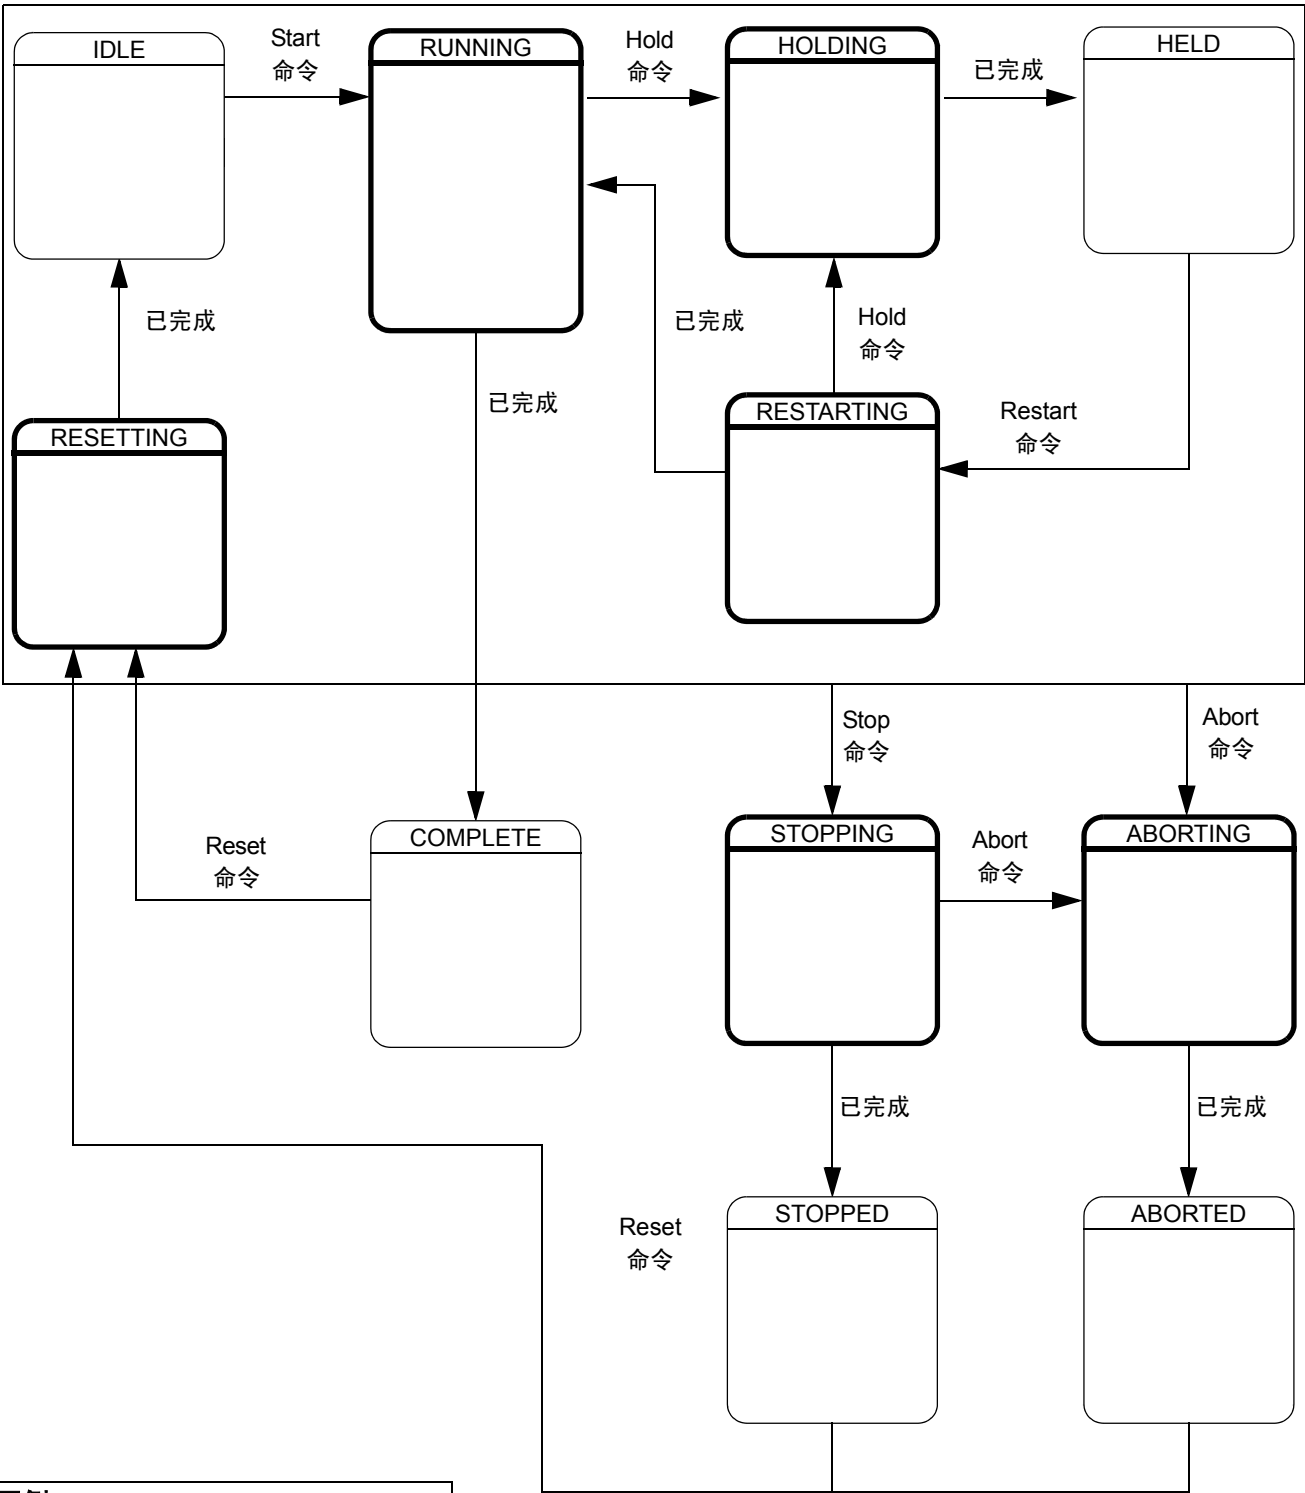 IDLE
Start
命令
RUNNING
Hold
命令
HOLDING
已完成
HELD
已完成
已完成
Hold
命令
已完成
RESETTING
RESTARTING
Restart
命令
Stop
命令
Abort
命令
Reset
命令
COMPLETE
STOPPING
Abort
命令
ABORTING
已完成
已完成
Reset
命令
STOPPED
ABORTED